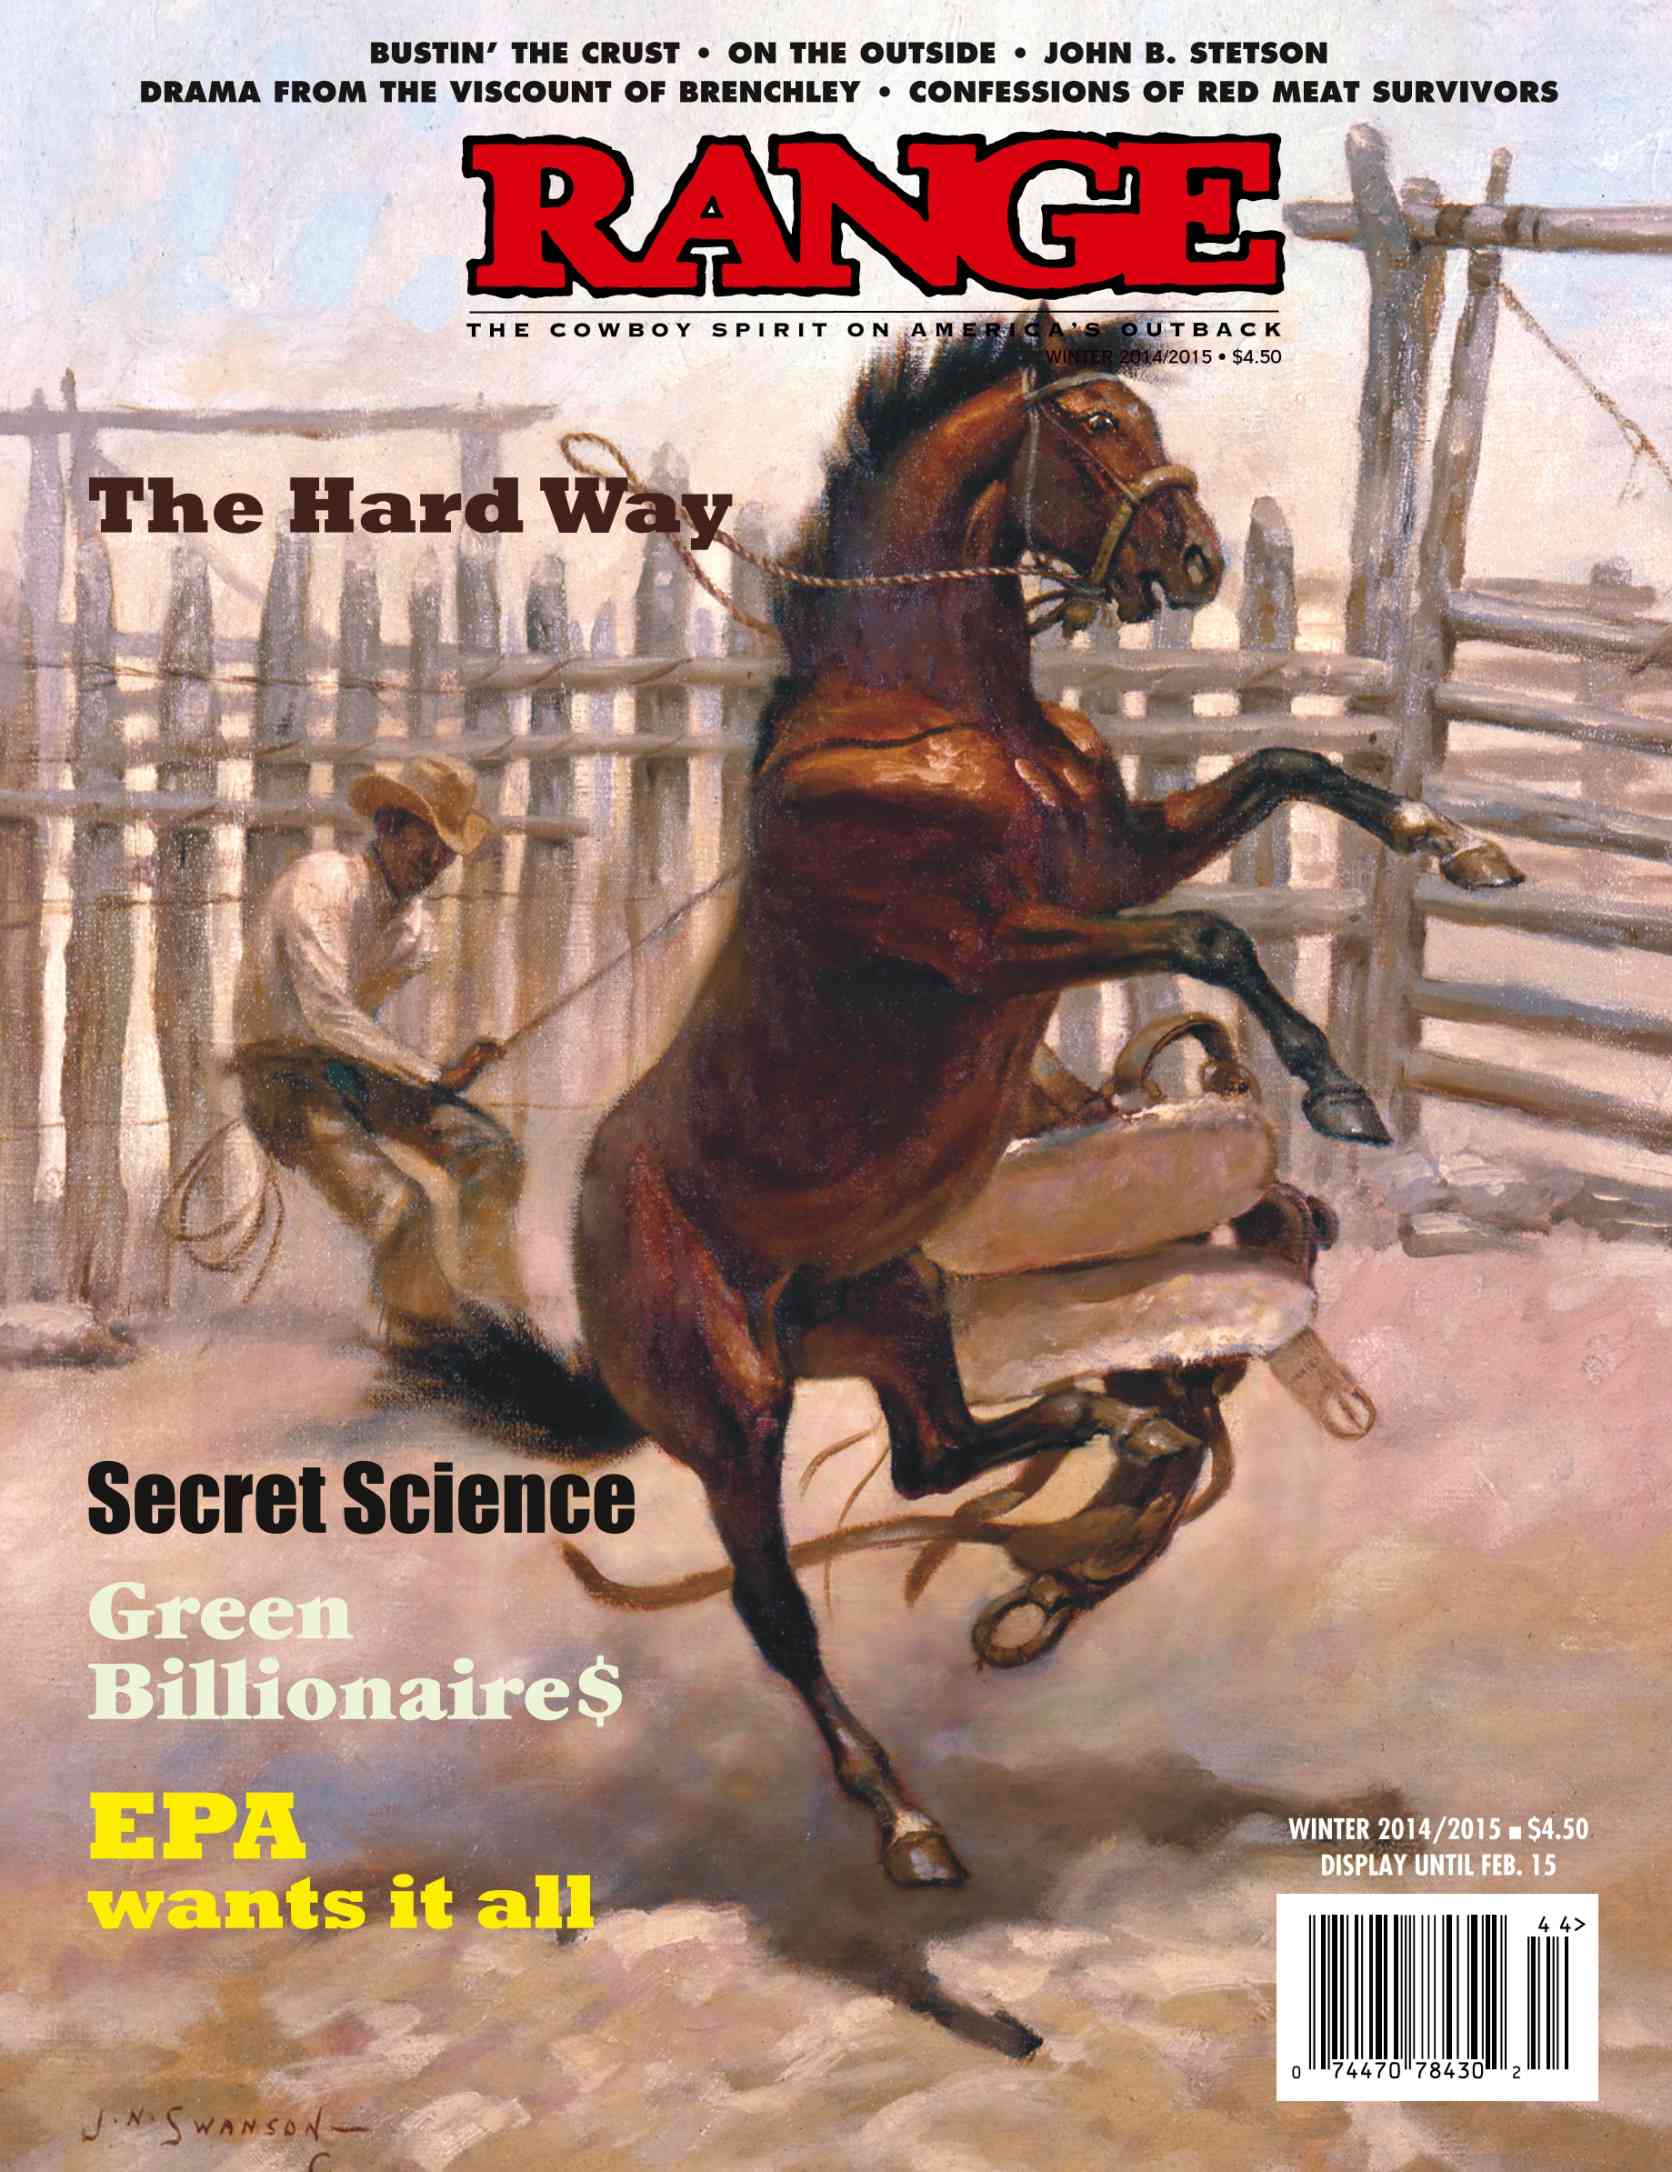 BUSTIN' THE CRUST • ON THE OUTSIDE • JOHN B. STETSON
DRAMA FROM THE VISCOUNT OF BRENCHLEY • CONFESSIONS OF RED MEAT SURVIVORS
RANGE
THE COWBOY SPIRIT ON AMERICA'S OUTBACK
WINTER 2014/2015 • $4.50
The Hard Way
Secret Science
Green
Billionaire$
EPA
wants it all
WINTER 2014/2015 ■ $4.50
DISPLAY UNTIL FEB. 15
4 4>
0 74470 78430 2
J.N. SWANSON